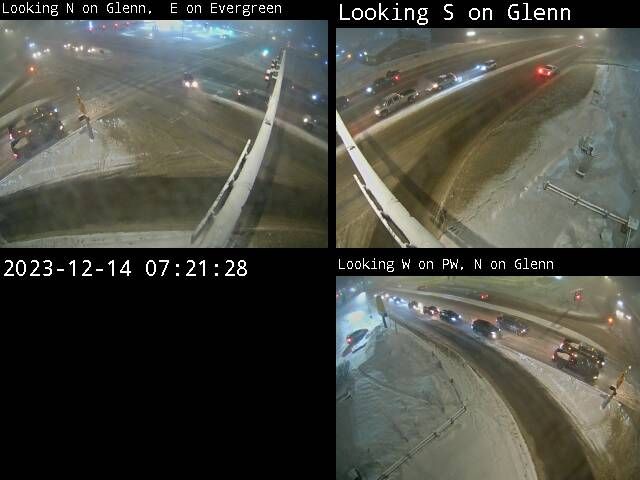 Looking N on Glenn,  E on Evergreen
Looking S on Glenn
2023-12-14 07:21:28
Looking W on PW, N on Glenn